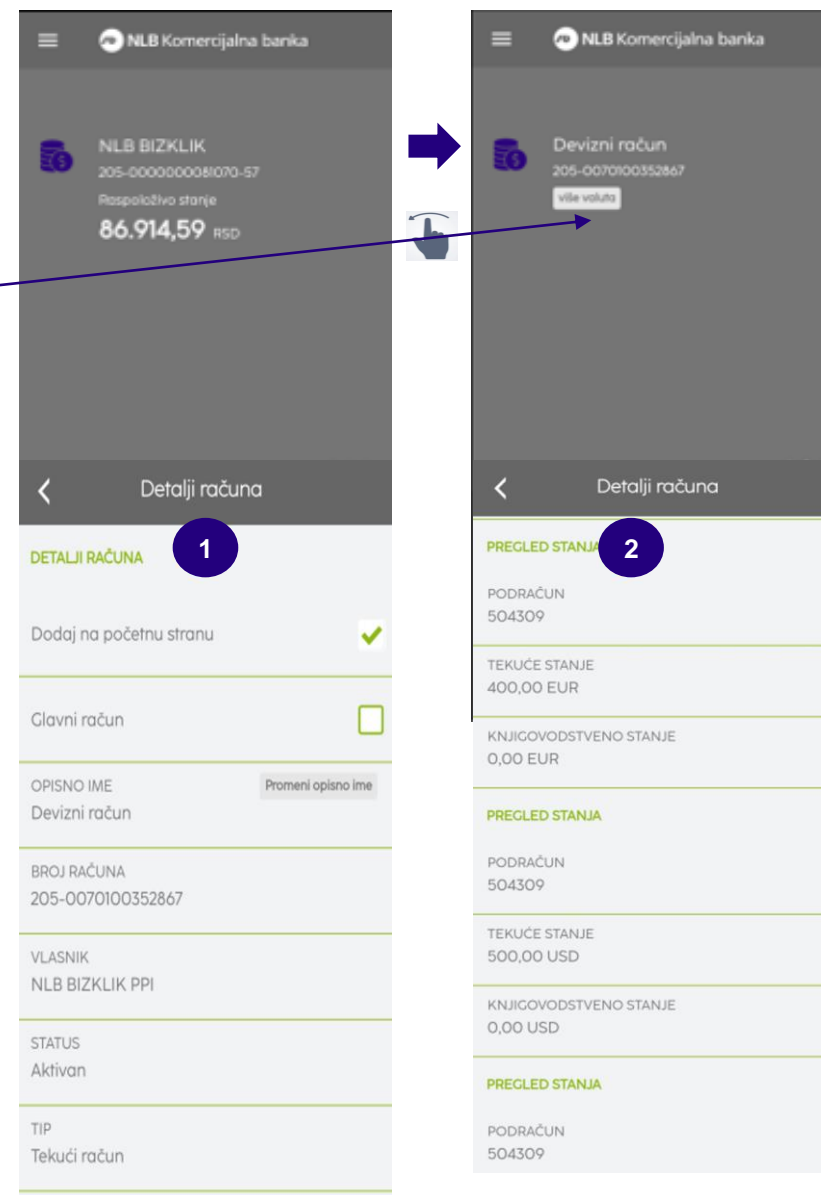 NLB Komercijalna banka
NLB BIZKLIK
205-0000000081070-57
Raspoloživo stanje
86.914,59 RSD
Detalji računa
1
DETALJI RAČUNA
Dodaj na početnu stranu
Glavni račun
OPISNO IME
Promeni opisno ime
Devizni račun
BROJ RAČUNA
205-0070100352867
VLASNIK
NLB BIZKLIK PPI
STATUS
Aktivan
TIP
Tekući račun
NLB Komercijalna banka
Devizni račun
205-0070100352867
više valuta
Detalji računa
PREGLED STANJA
2
PODRAČUN
504309
TEKUĆE STANJE
400,00 EUR
KNJIGOVODSTVENO STANJE
0,00 EUR
PREGLED STANJA
PODRAČUN
504309
TEKUĆE STANJE
500,00 USD
KNJIGOVODSTVENO STANJE
0,00 USD
PREGLED STANJA
PODRAČUN
504309